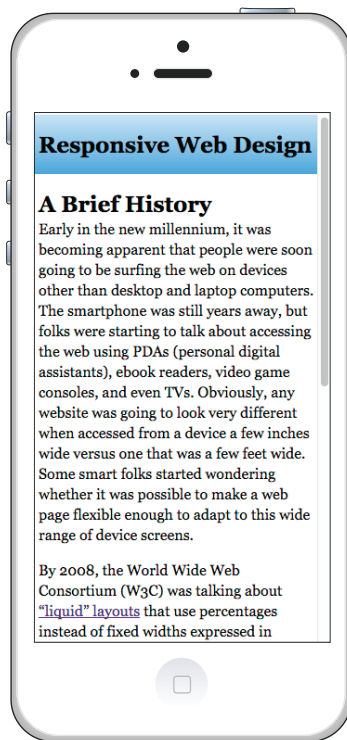 Responsive Web Design
A Brief History
Early in the new millennium, it was
becoming apparent that people were soon
going to be surfing the web on devices
other than desktop and laptop computers.
The smartphone was still years away, but
folks were starting to talk about accessing
the web using PDAs (personal digital
assistants), ebook readers, video game
consoles, and even TVs. Obviously, any
website was going to look very different
when accessed from a device a few inches
wide versus one that was a few feet wide.
Some smart folks started wondering
whether it was possible to make a web
page flexible enough to adapt to this wide
range of device screens.
By 2008, the World Wide Web
Consortium (W3C) was talking about
“liquid” layouts that use percentages
instead of fixed widths expressed in